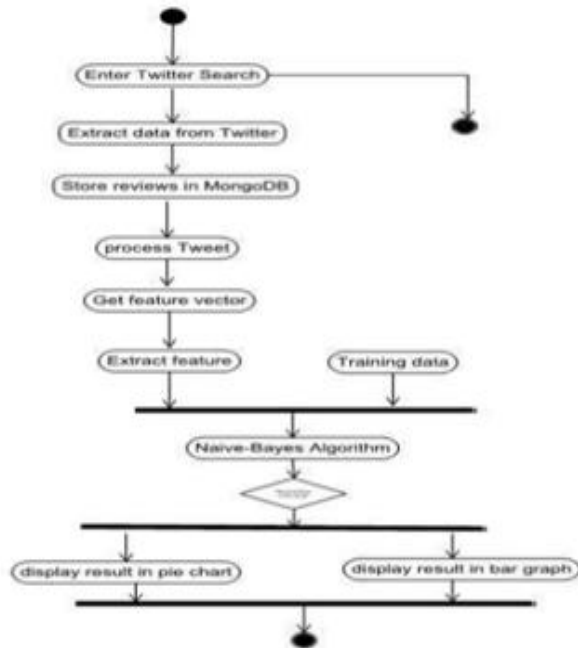 Enter Twitter Search
Extract data from Twitter
Store reviews in MongoDB
process Tweet
Get feature vector
Extract feature
Training data
Naive-Bayes Algorithm
display result in pie chart
display result in bar graph